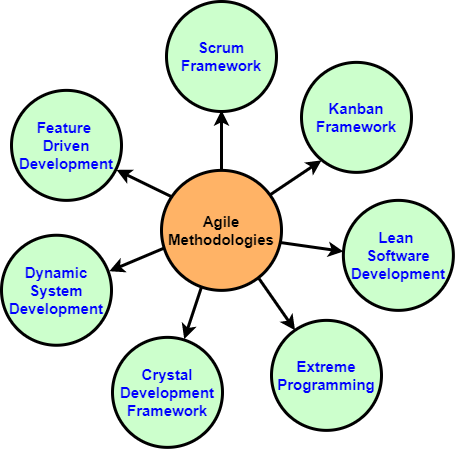 Scrum
Framework
Kanban
Framework
Feature
Driven
Development
Agile
Methodologies
Lean
Software
Development
Dynamic
System
Development
Extreme
Programming
Crystal
Development
Framework